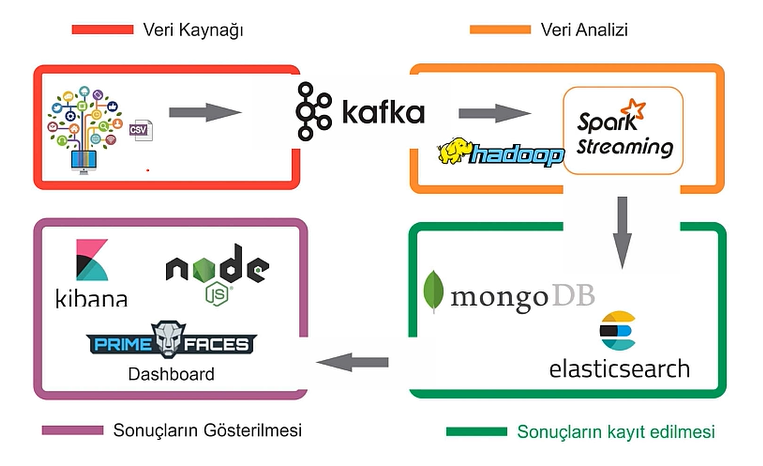 Veri Kaynağı
Veri Analizi
CSV
kafka
hadoop
Spark
Streaming
kibana
node
JS
PRIME FACES
Dashboard
mongoDB
elasticsearch
Sonuçların Gösterilmesi
Sonuçların kayıt edilmesi